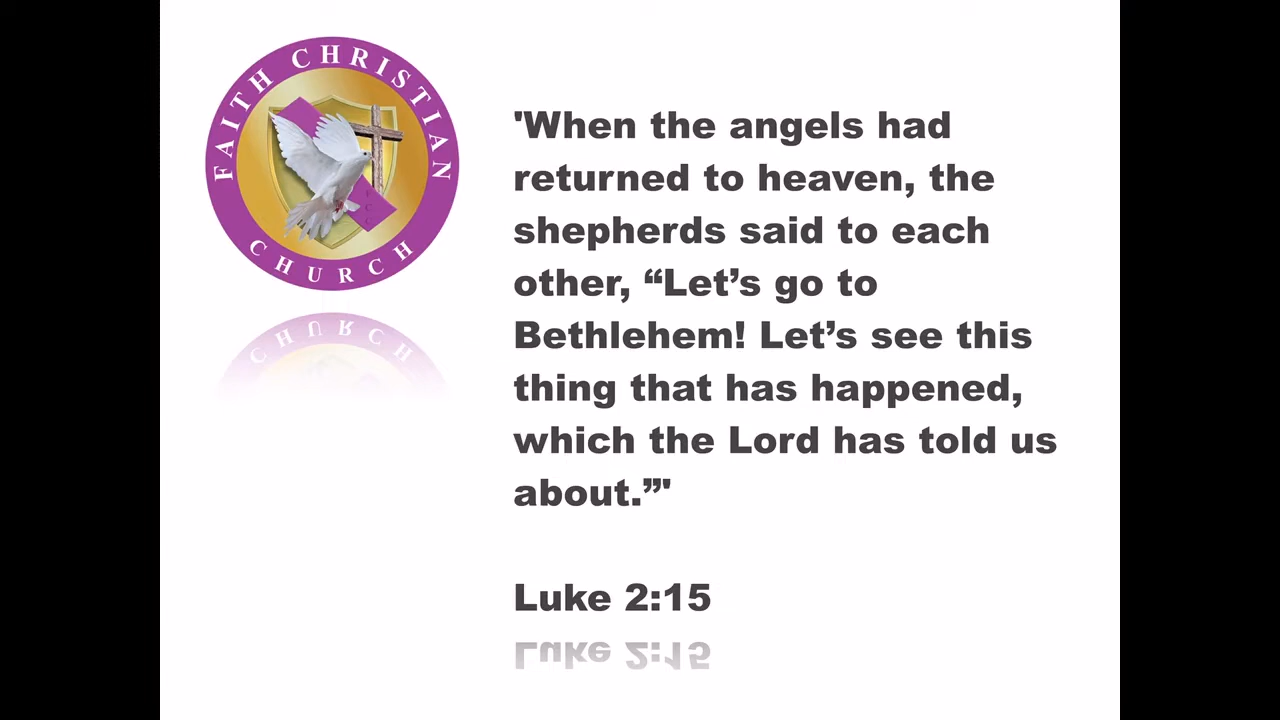 FAITH CHRISTIAN
CHURCH
FCC
'When the angels had
returned to heaven, the
shepherds said to each
other, “Let’s go to
Bethlehem! Let’s see this
thing that has happened,
which the Lord has told us
about.”'
Luke 2:15